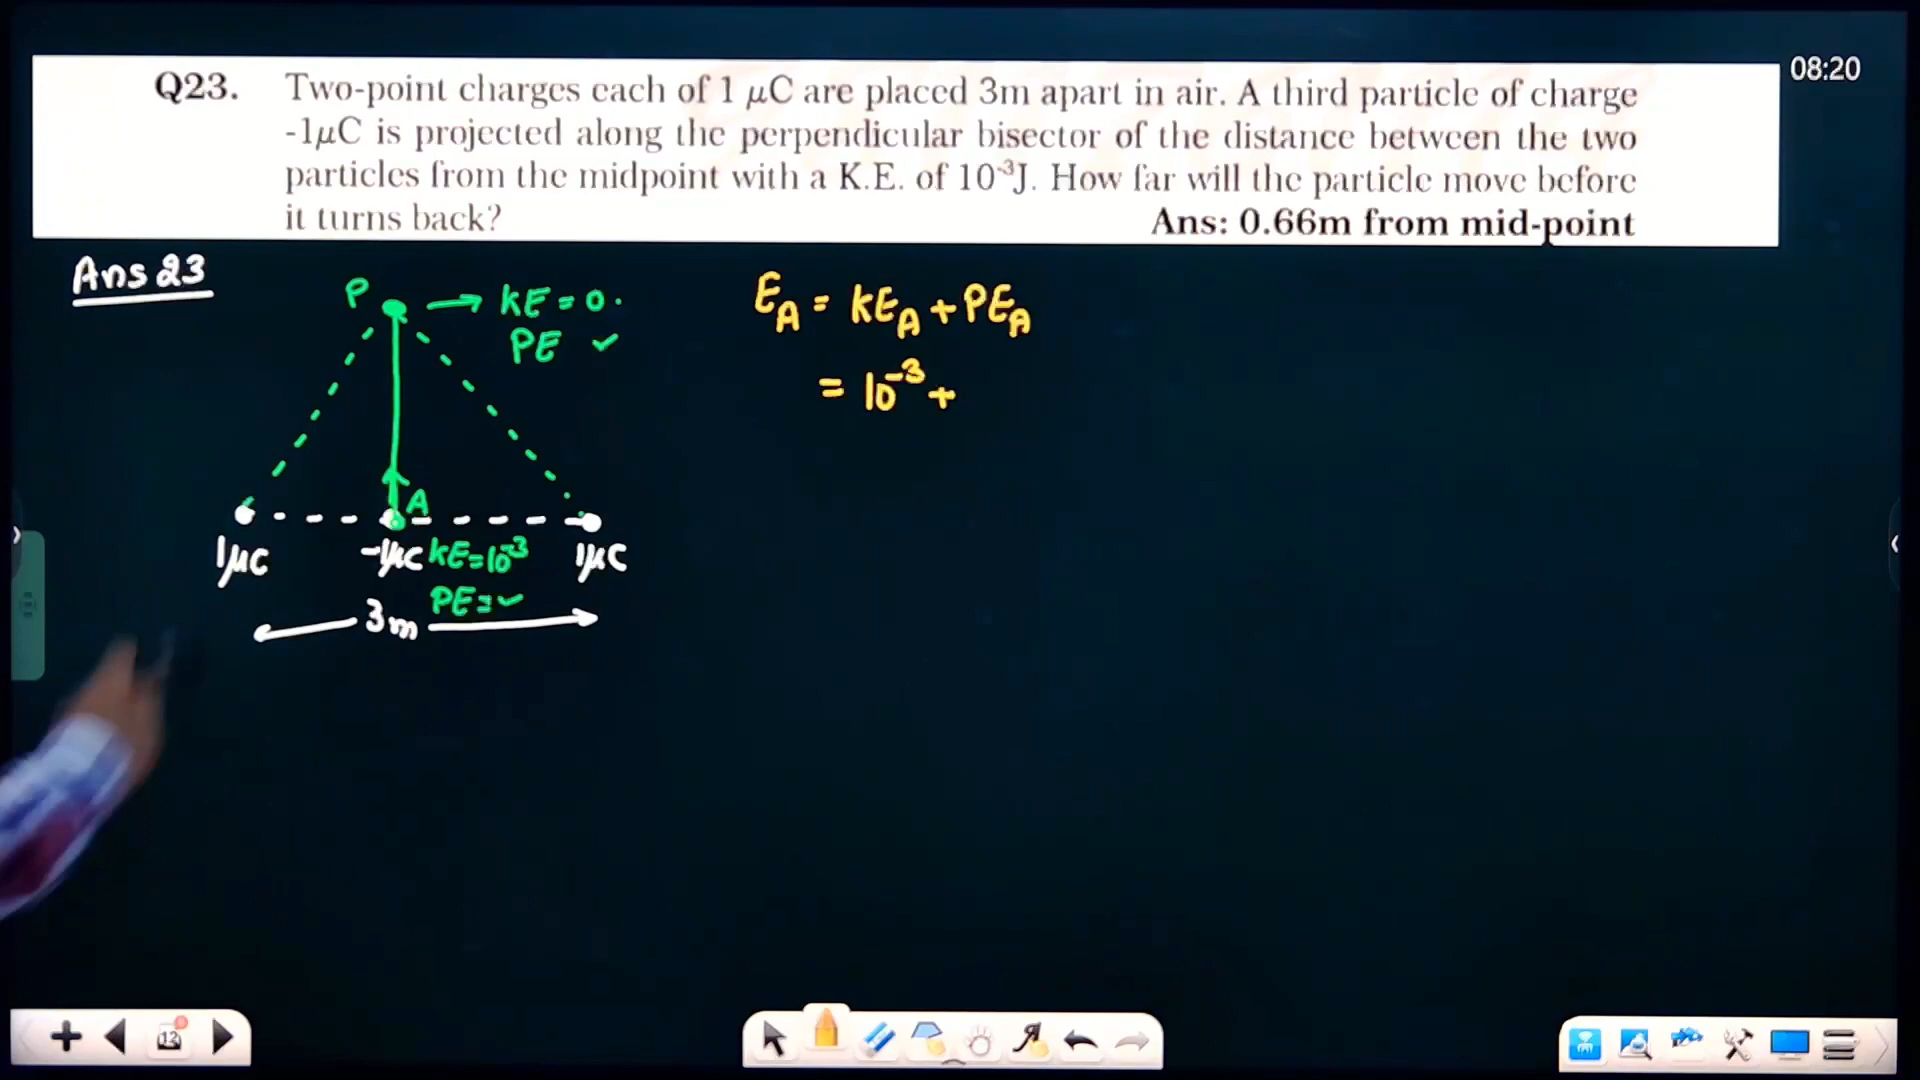 08:20
Q23. Two-point charges each of 1 μC are placed 3m apart in air. A third particle of charge
-1μC is projected along the perpendicular bisector of the distance between the two
particles from the midpoint with a K.E. of 10⁻³J. How far will the particle move before
it turns back? Ans: 0.66m from mid-point
Ans 23
P → KE = 0.
PE ✓
E_A = KE_A + PE_A
= 10⁻³ +
A
1μC -1μC KE=10⁻³ 1μC
PE = ✓
3m
12